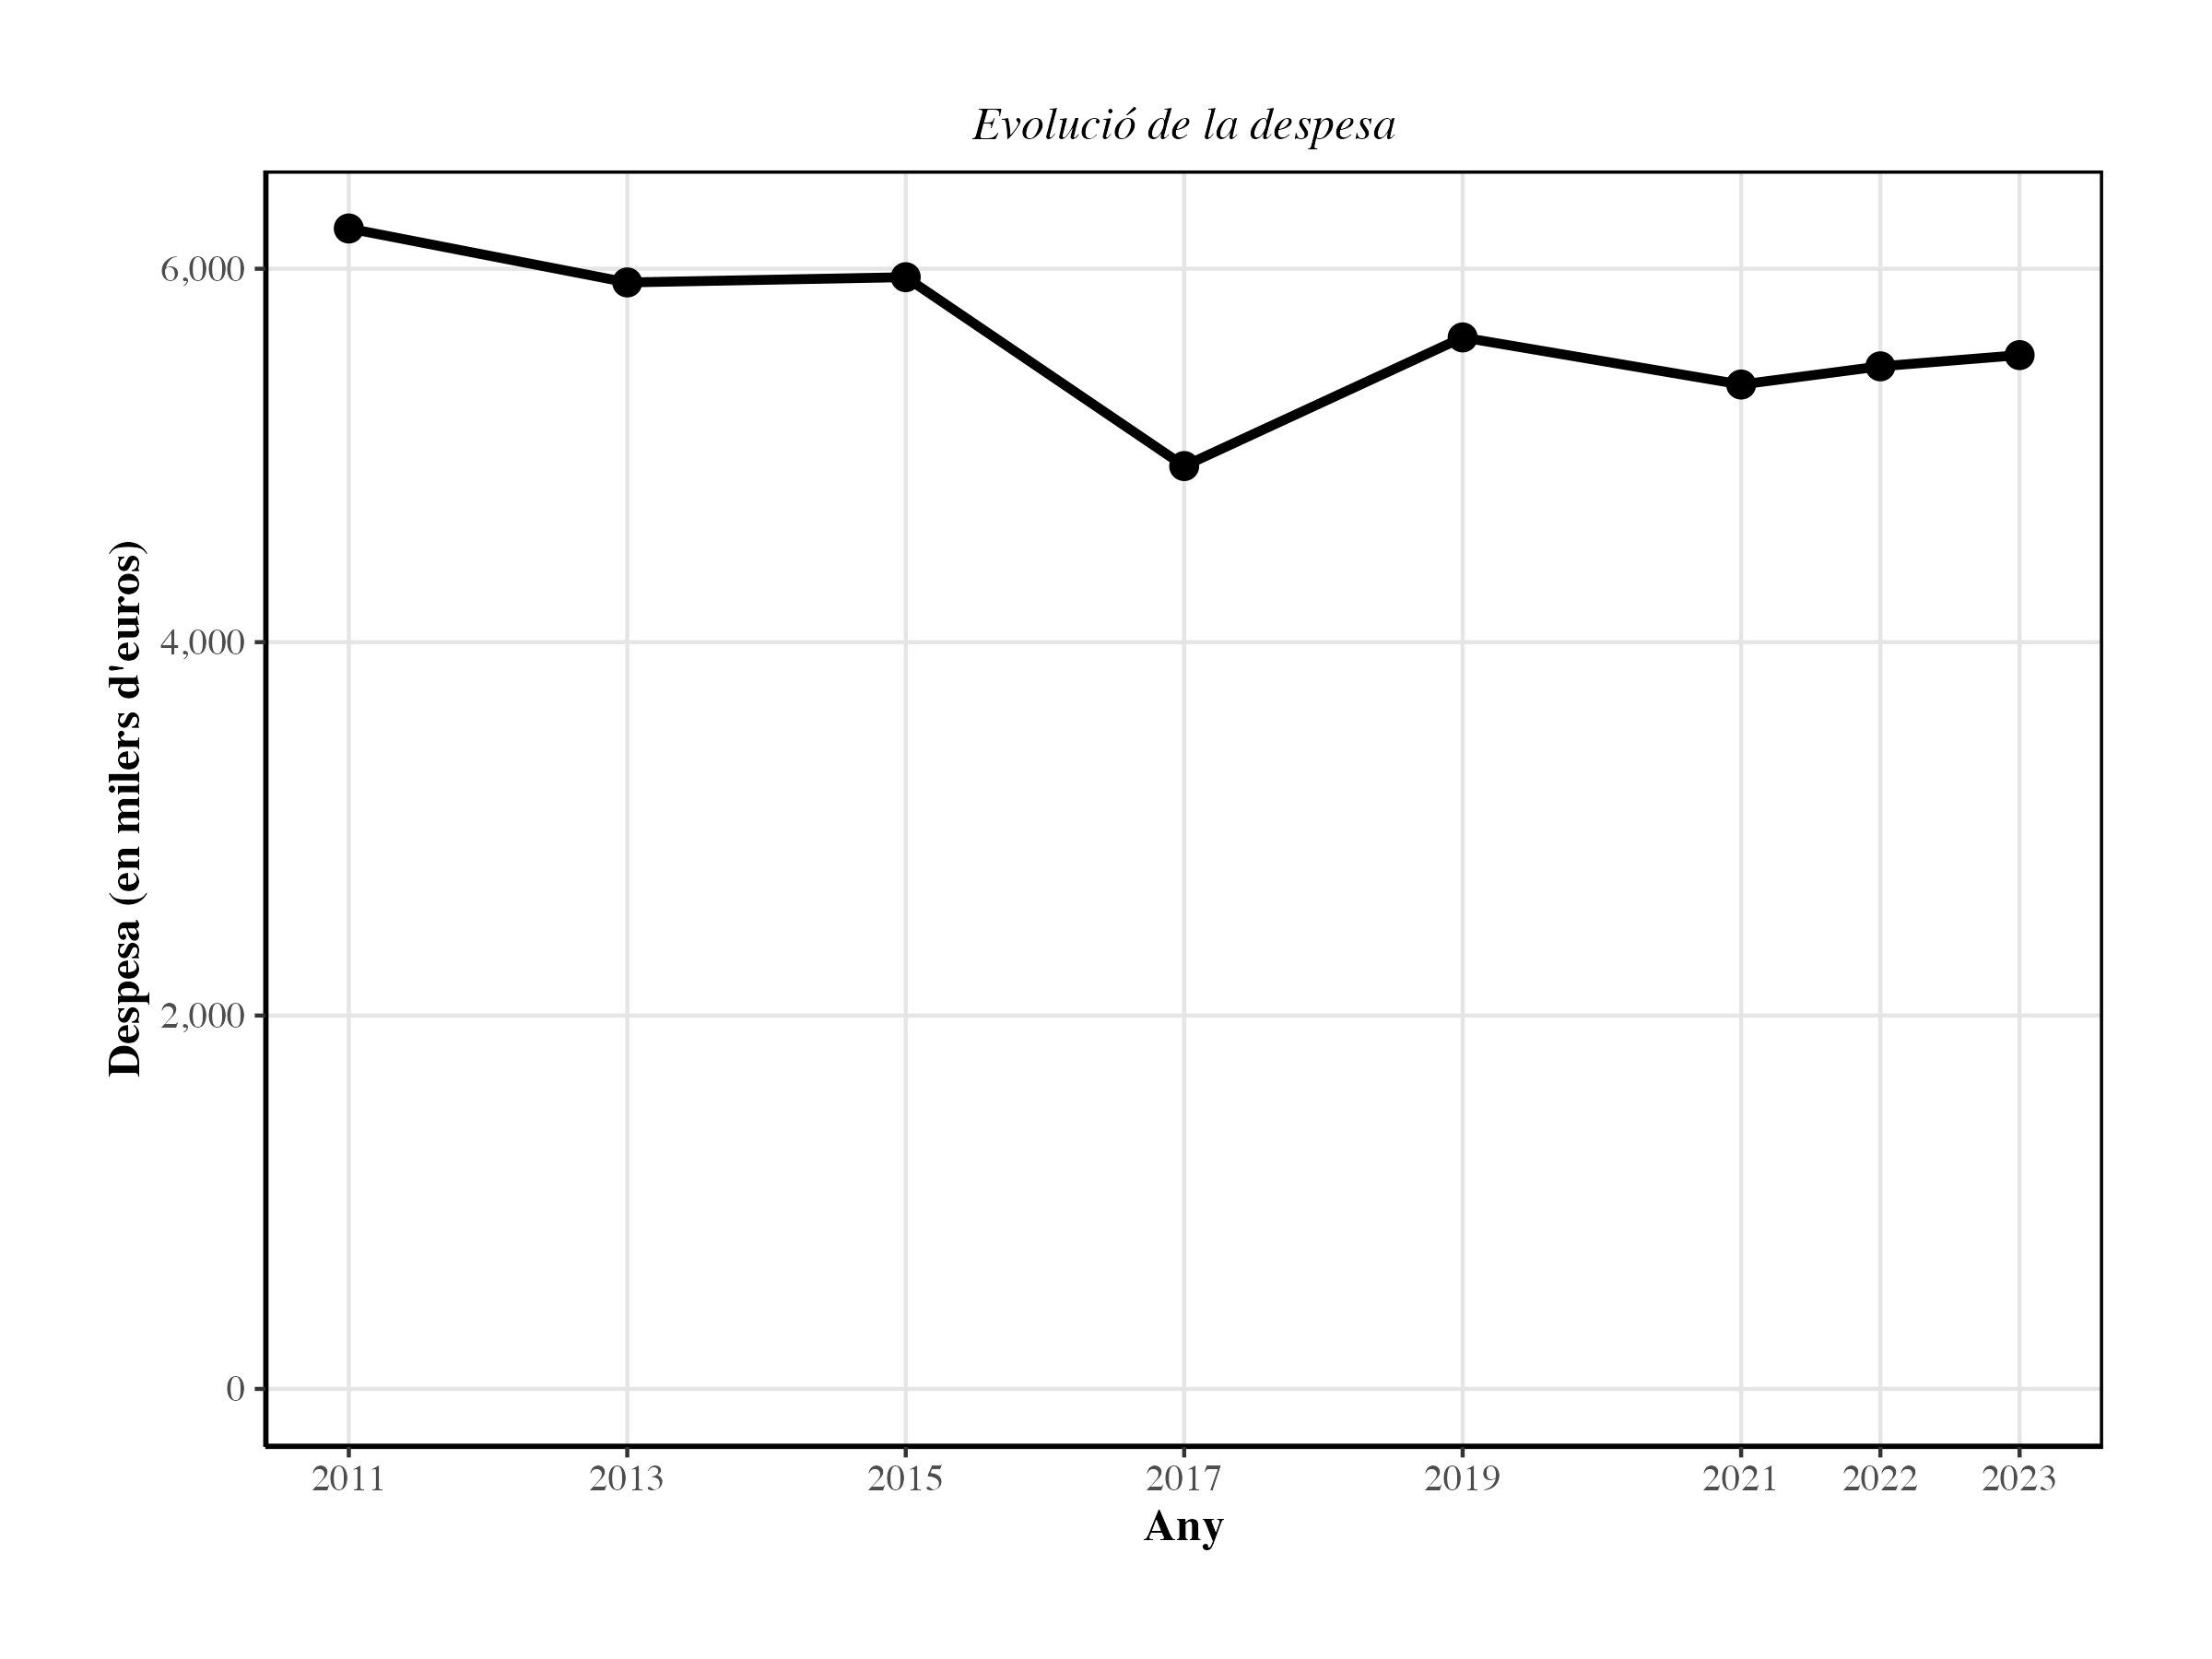 Evolució de la despesa
Despesa (en milers d'euros)
6,000
4,000
2,000
0
2011 2013 2015 2017 2019 2021 2022 2023
Any